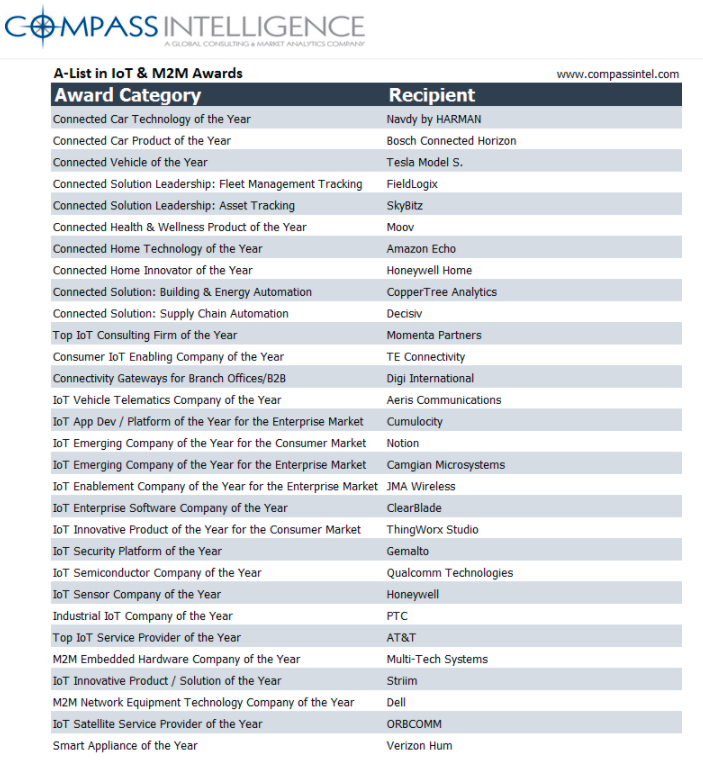 COMPASS INTELLIGENCE
A GLOBAL CONSULTING & MARKET ANALYTICS COMPANY
A-List in IoT & M2M Awards www.compassintel.com
Award Category Recipient
Connected Car Technology of the Year Navdy by HARMAN
Connected Car Product of the Year Bosch Connected Horizon
Connected Vehicle of the Year Tesla Model S.
Connected Solution Leadership: Fleet Management Tracking FieldLogix
Connected Solution Leadership: Asset Tracking SkyBitz
Connected Health & Wellness Product of the Year Moov
Connected Home Technology of the Year Amazon Echo
Connected Home Innovator of the Year Honeywell Home
Connected Solution: Building & Energy Automation CopperTree Analytics
Connected Solution: Supply Chain Automation Decisiv
Top IoT Consulting Firm of the Year Momenta Partners
Consumer IoT Enabling Company of the Year TE Connectivity
Connectivity Gateways for Branch Offices/B2B Digi International
IoT Vehicle Telematics Company of the Year Aeris Communications
IoT App Dev / Platform of the Year for the Enterprise Market Cumulocity
IoT Emerging Company of the Year for the Consumer Market Notion
IoT Emerging Company of the Year for the Enterprise Market Camgian Microsystems
IoT Enablement Company of the Year for the Enterprise Market JMA Wireless
IoT Enterprise Software Company of the Year ClearBlade
IoT Innovative Product of the Year for the Consumer Market ThingWorx Studio
IoT Security Platform of the Year Gemalto
IoT Semiconductor Company of the Year Qualcomm Technologies
IoT Sensor Company of the Year Honeywell
Industrial IoT Company of the Year PTC
Top IoT Service Provider of the Year AT&T
M2M Embedded Hardware Company of the Year Multi-Tech Systems
IoT Innovative Product / Solution of the Year Striim
M2M Network Equipment Technology Company of the Year Dell
IoT Satellite Service Provider of the Year ORBCOMM
Smart Appliance of the Year Verizon Hum